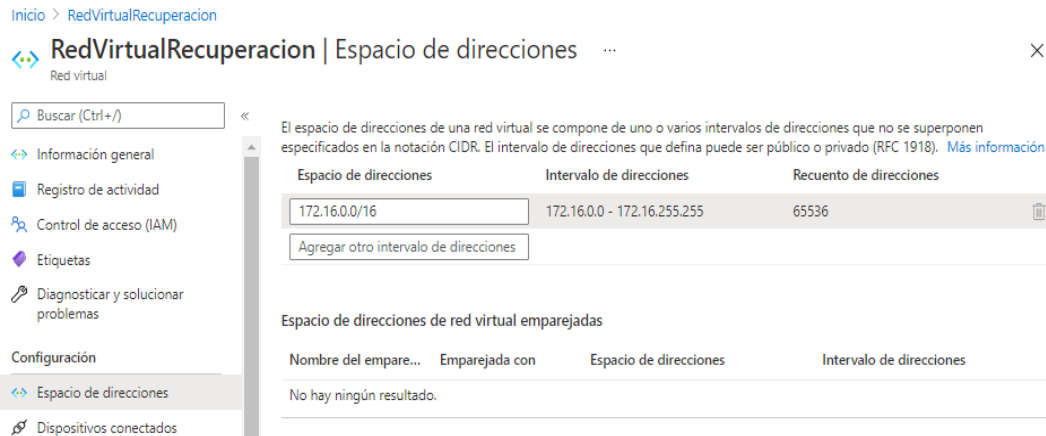 Inicio > RedVirtualRecuperacion
RedVirtualRecuperacion | Espacio de direcciones ...
Red virtual
Buscar (Ctrl+/)
Información general
Registro de actividad
Control de acceso (IAM)
Etiquetas
Diagnosticar y solucionar
problemas
Configuración
Espacio de direcciones
Dispositivos conectados
El espacio de direcciones de una red virtual se compone de uno o varios intervalos de direcciones que no se superponen
especificados en la notación CIDR. El intervalo de direcciones que defina puede ser público o privado (RFC 1918). Más información
Espacio de direcciones Intervalo de direcciones Recuento de direcciones
172.16.0.0/16 172.16.0.0 - 172.16.255.255 65536
Agregar otro intervalo de direcciones
Espacio de direcciones de red virtual emparejadas
Nombre del empare... Emparejada con Espacio de direcciones Intervalo de direcciones
No hay ningún resultado.